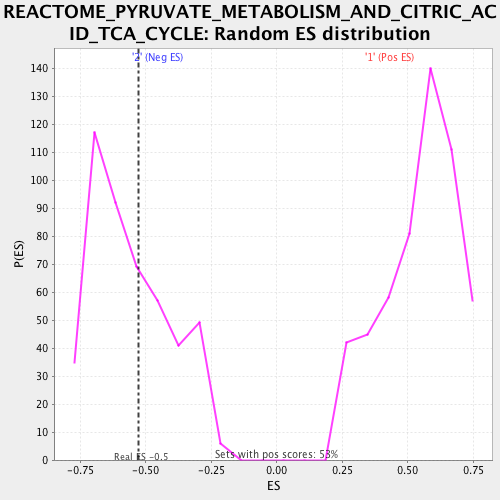 REACTOME_PYRUVATE_METABOLISM_AND_CITRIC_AC
ID_TCA_CYCLE: Random ES distribution
'2' (Neg ES)
'1' (Pos ES)
140
130
120
110
100
90
80
70
60
50
40
30
20
10
0
P(ES)
Real ES -0.5
Sets with pos scores: 53%
-0.75
-0.50
-0.25
0.00
0.25
0.50
0.75
ES